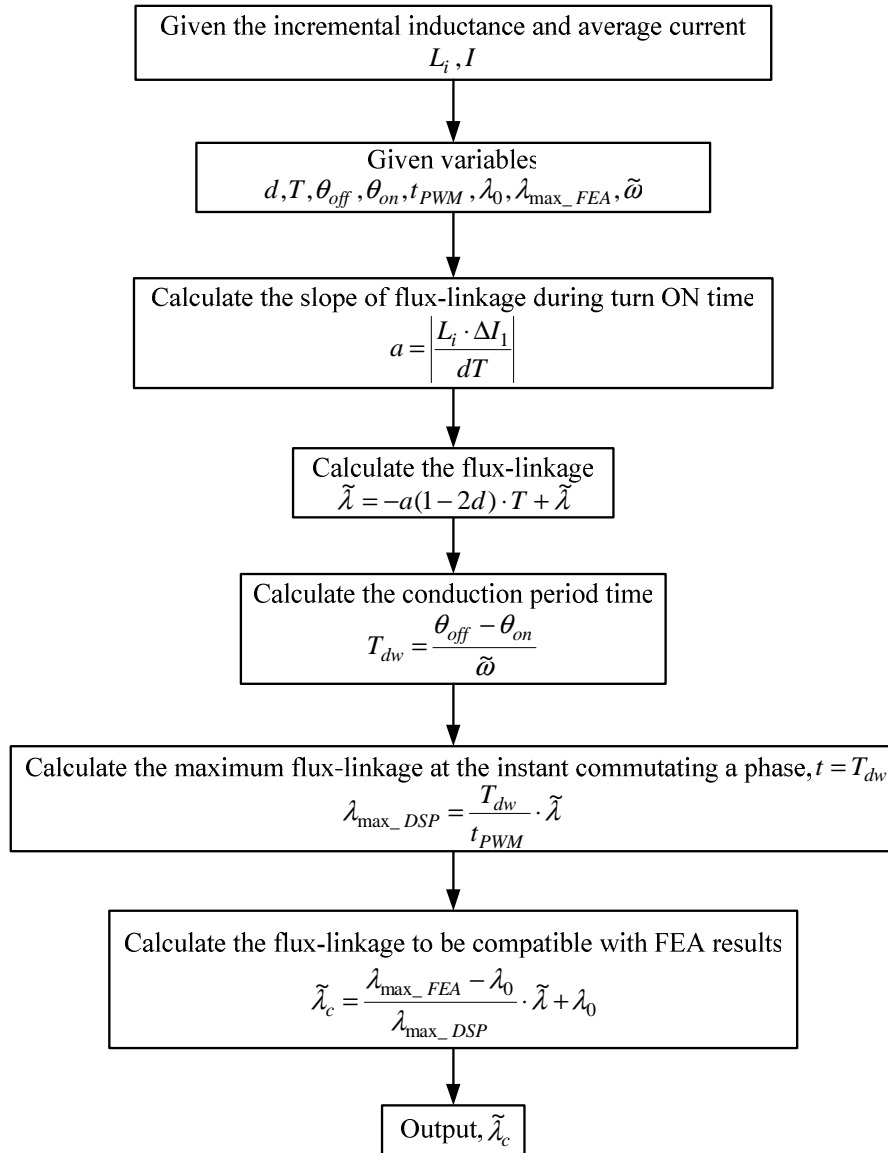 Given the incremental inductance and average current
L_i , I
Given variables
d, T, θ_off, θ_on, t_PWM, λ_0, λ_max_FEA, ω̃
Calculate the slope of flux-linkage during turn ON time
a = |L_i · ΔI_1 / dT|
Calculate the flux-linkage
λ̃ = −a(1 − 2d) · T + λ̃
Calculate the conduction period time
T_dw = (θ_off − θ_on) / ω̃
Calculate the maximum flux-linkage at the instant commutating a phase, t = T_dw
λ_max_DSP = T_dw / t_PWM · λ̃
Calculate the flux-linkage to be compatible with FEA results
λ̃_c = (λ_max_FEA − λ_0) / λ_max_DSP · λ̃ + λ_0
Output, λ̃_c